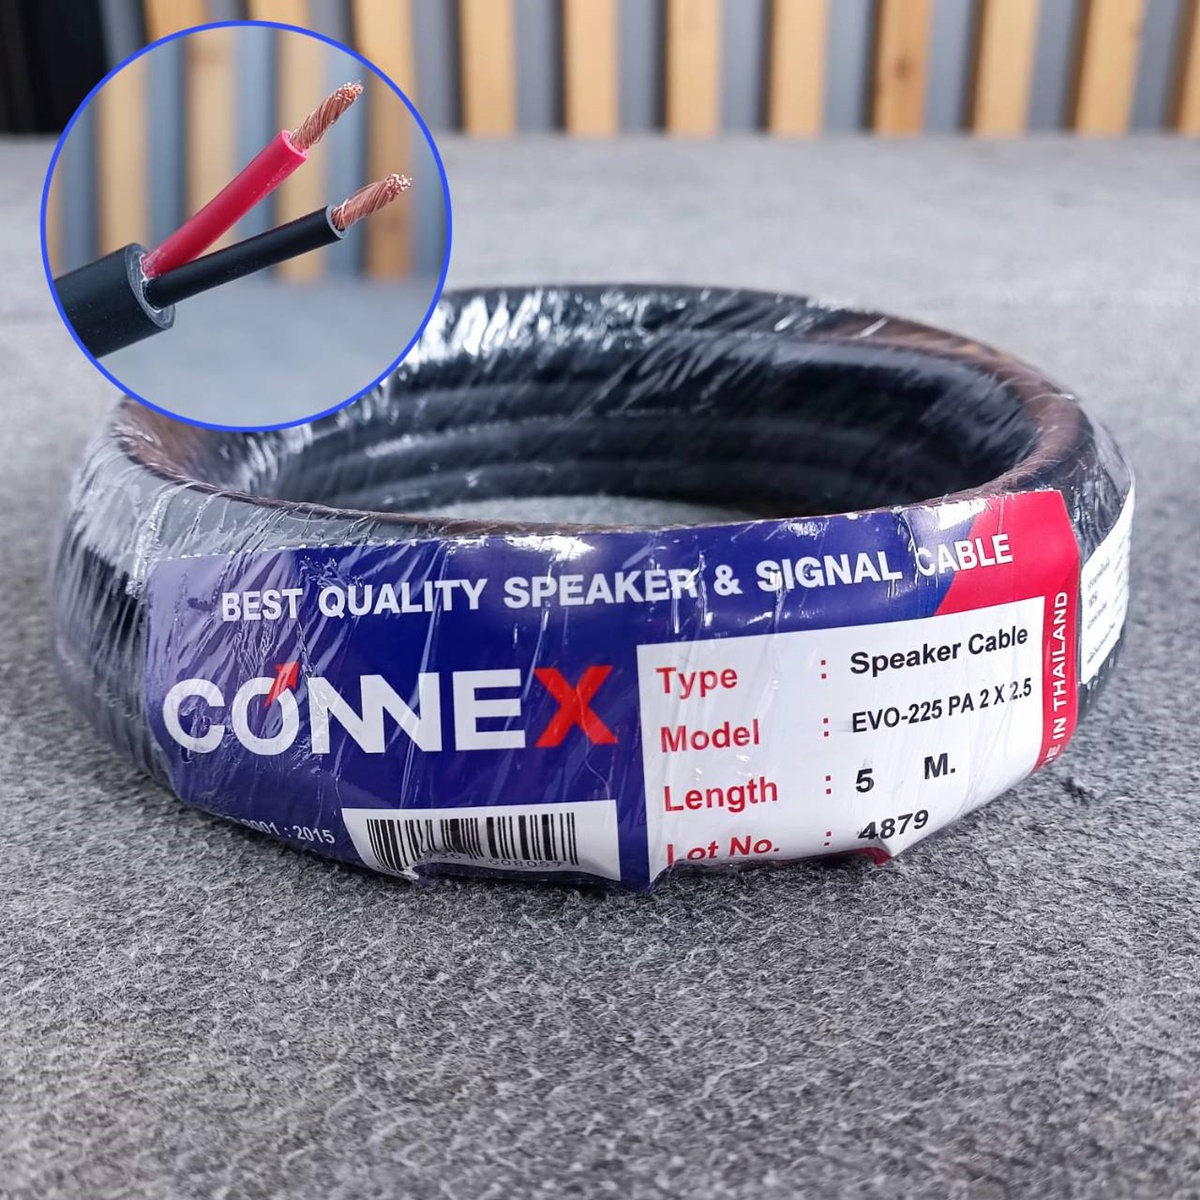 BEST QUALITY SPEAKER & SIGNAL CABLE
CONNEX
Type : Speaker Cable
Model : EVO-225 PA 2 X 2.5
Length : 5 M.
Lot No. : 4879
: 2015
IN THAILAND